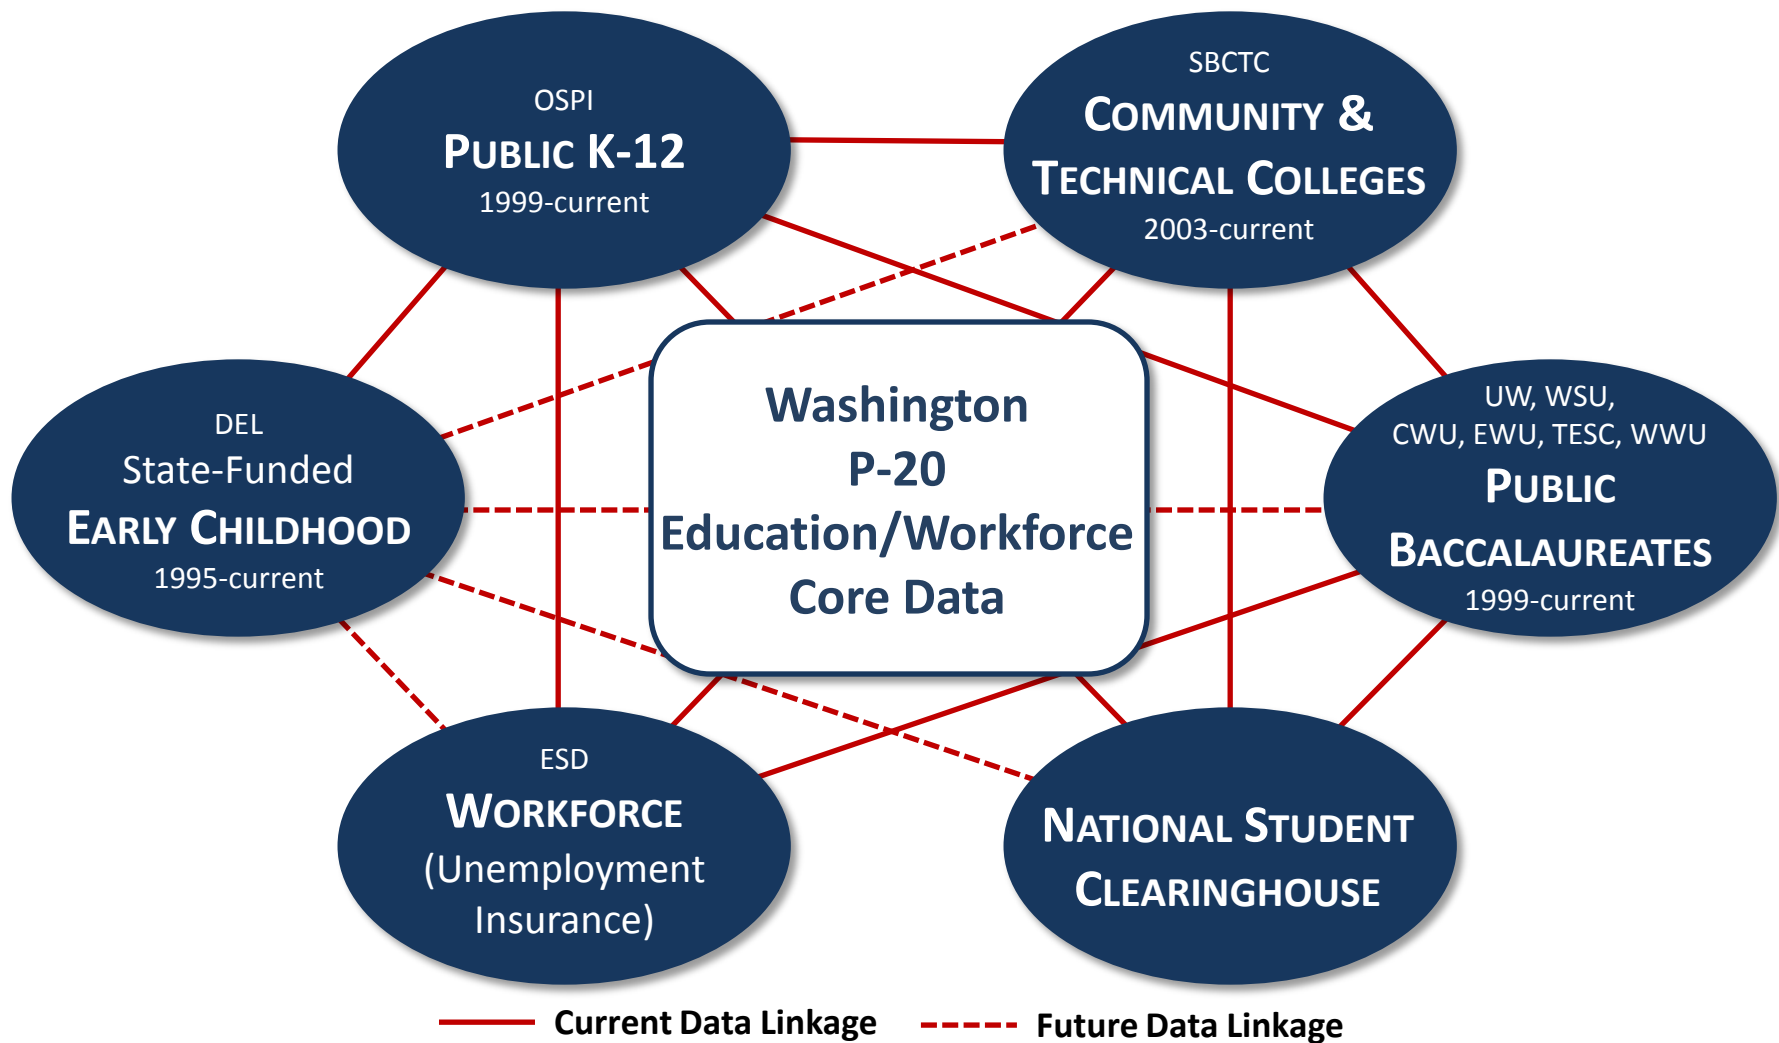 OSPI
PUBLIC K-12
1999-current
SBCTC
COMMUNITY &
TECHNICAL COLLEGES
2003-current
DEL
State-Funded
EARLY CHILDHOOD
1995-current
Washington
P-20
Education/Workforce
Core Data
UW, WSU,
CWU, EWU, TESC, WWU
PUBLIC
BACCALAUREATES
1999-current
ESD
WORKFORCE
(Unemployment
Insurance)
NATIONAL STUDENT
CLEARINGHOUSE
Current Data Linkage
Future Data Linkage